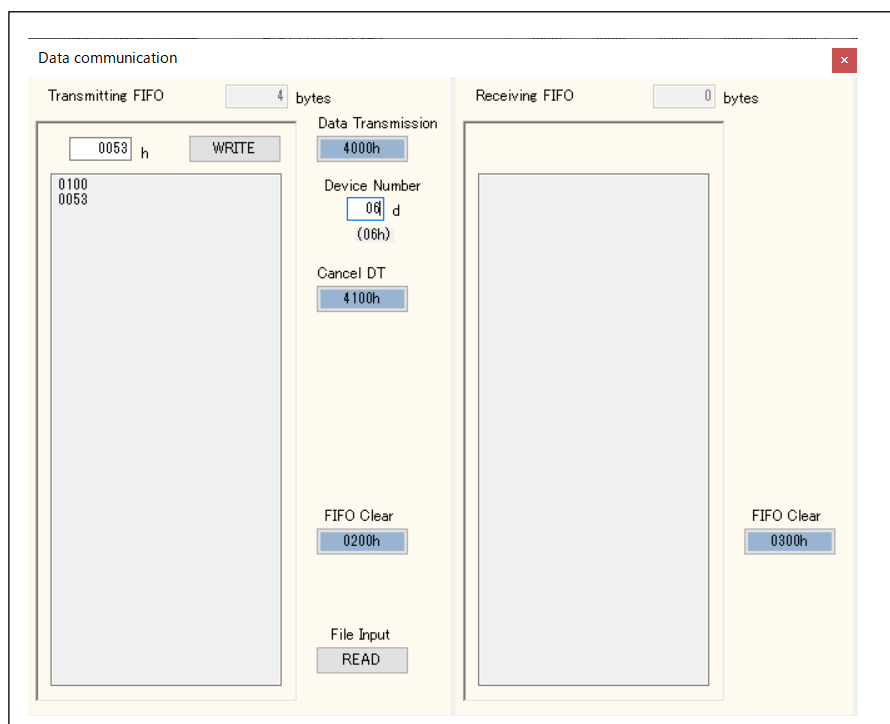 Data communication
×
Transmitting FIFO 4 bytes
Data Transmission
0053 h WRITE 4000h
0100
0053
Device Number
06 d
(06h)
Cancel DT
4100h
FIFO Clear
0200h
File Input
READ
Receiving FIFO 0 bytes
FIFO Clear
0300h